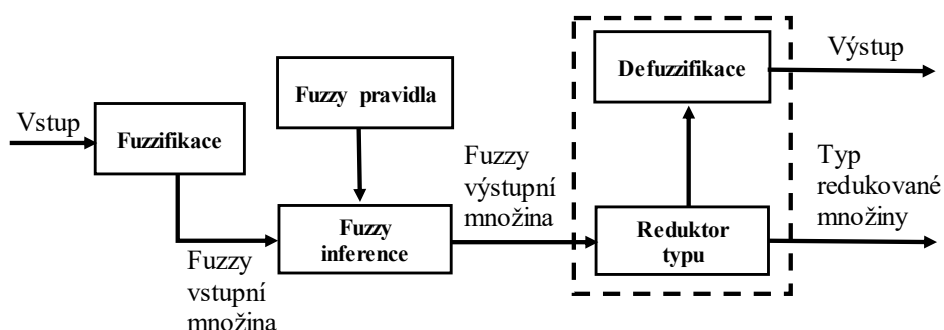 Vstup
Fuzzifikace
Fuzzy pravidla
Defuzzifikace
Výstup
Fuzzy
vstupní
množina
Fuzzy
inference
Fuzzy
výstupní
množina
Reduktor
typu
Typ
redukované
množiny